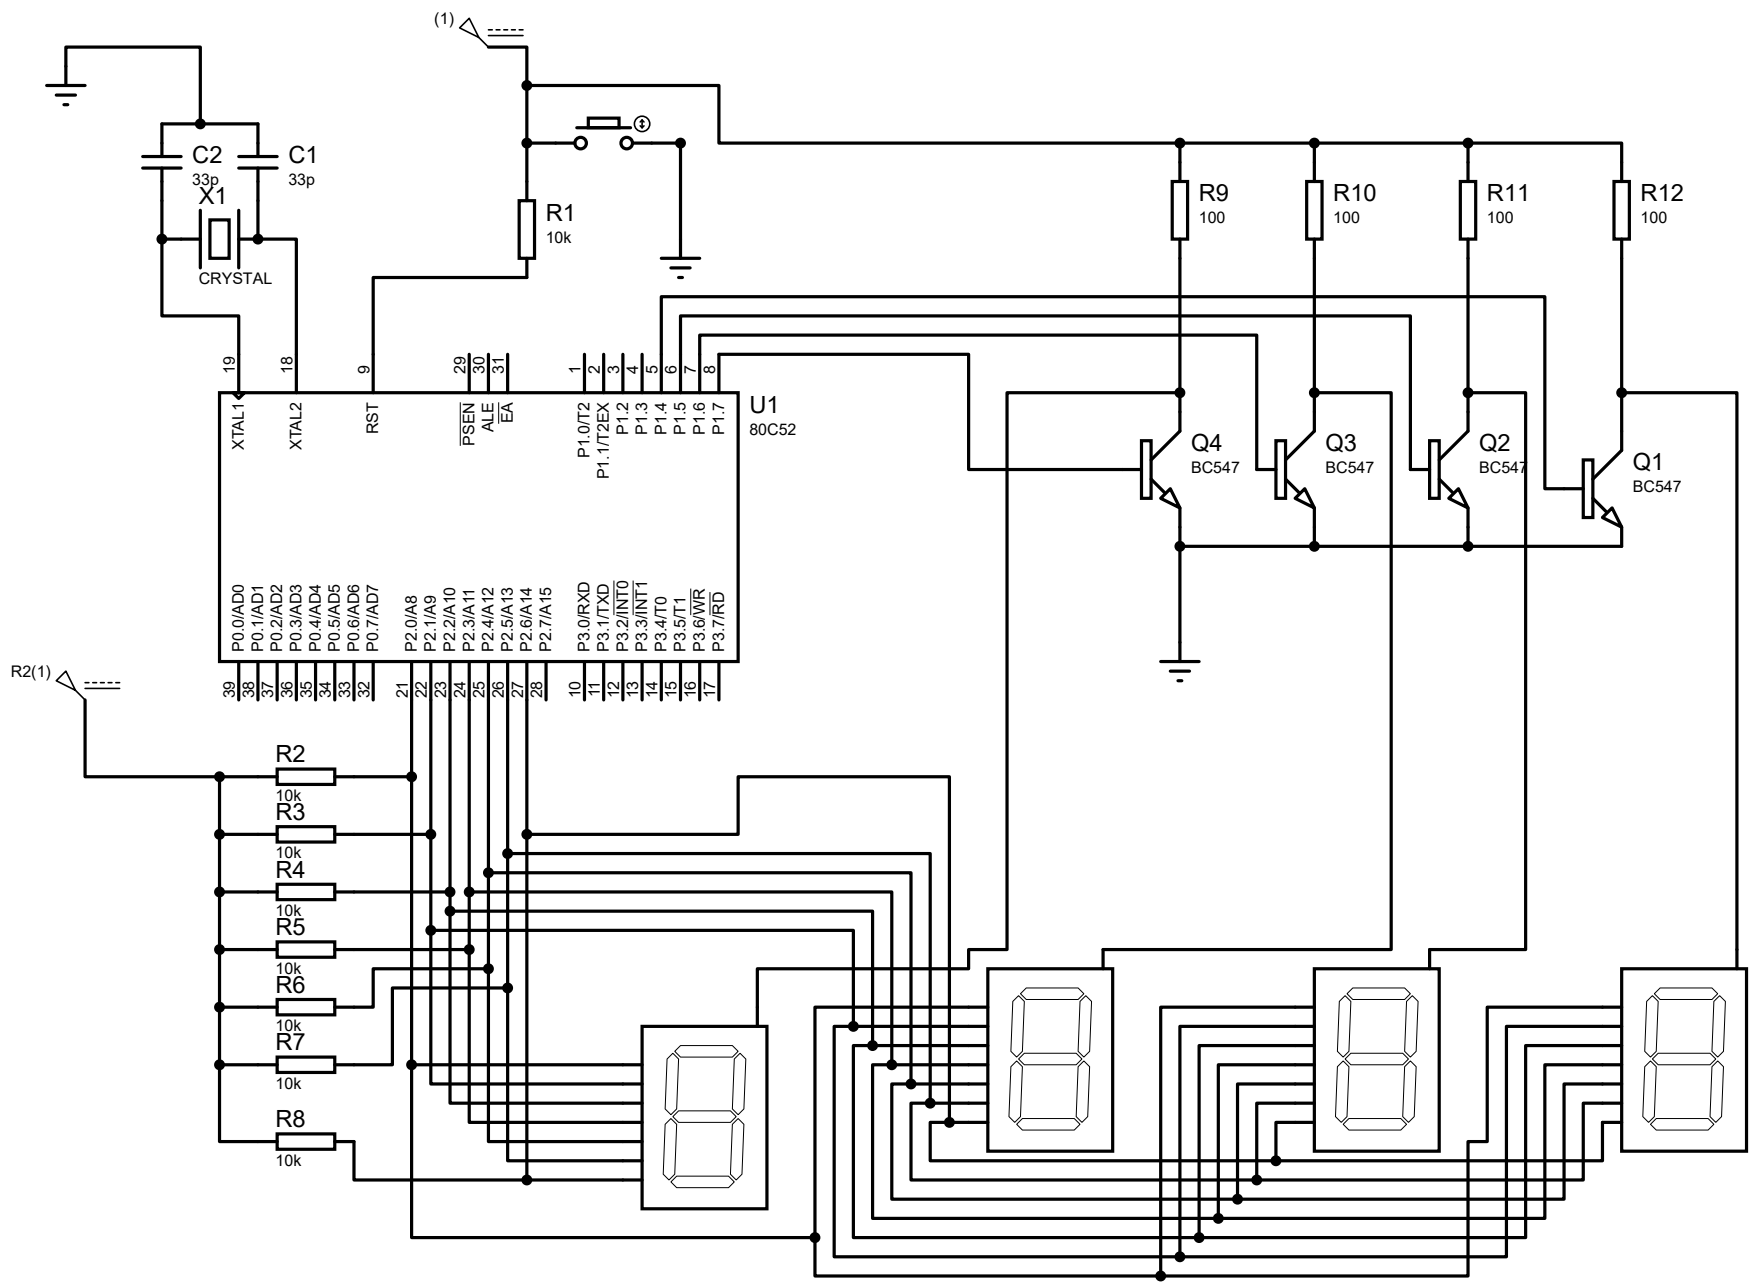 (1)
C2
33p
C1
33p
X1
CRYSTAL
R1
10k
R9
100
R10
100
R11
100
R12
100
19
18
9
29
30
31
1
2
3
4
5
6
7
8
XTAL1
XTAL2
RST
PSEN
ALE
EA
P1.0/T2
P1.1/T2EX
P1.2
P1.3
P1.4
P1.5
P1.6
P1.7
U1
80C52
Q4
BC547
Q3
BC547
Q2
BC547
Q1
BC547
P0.0/AD0
P0.1/AD1
P0.2/AD2
P0.3/AD3
P0.4/AD4
P0.5/AD5
P0.6/AD6
P0.7/AD7
P2.0/A8
P2.1/A9
P2.2/A10
P2.3/A11
P2.4/A12
P2.5/A13
P2.6/A14
P2.7/A15
P3.0/RXD
P3.1/TXD
P3.2/INT0
P3.3/INT1
P3.4/T0
P3.5/T1
P3.6/WR
P3.7/RD
39
38
37
36
35
34
33
32
21
22
23
24
25
26
27
28
10
11
12
13
14
15
16
17
R2(1)
R2
10k
R3
10k
R4
10k
R5
10k
R6
10k
R7
10k
R8
10k